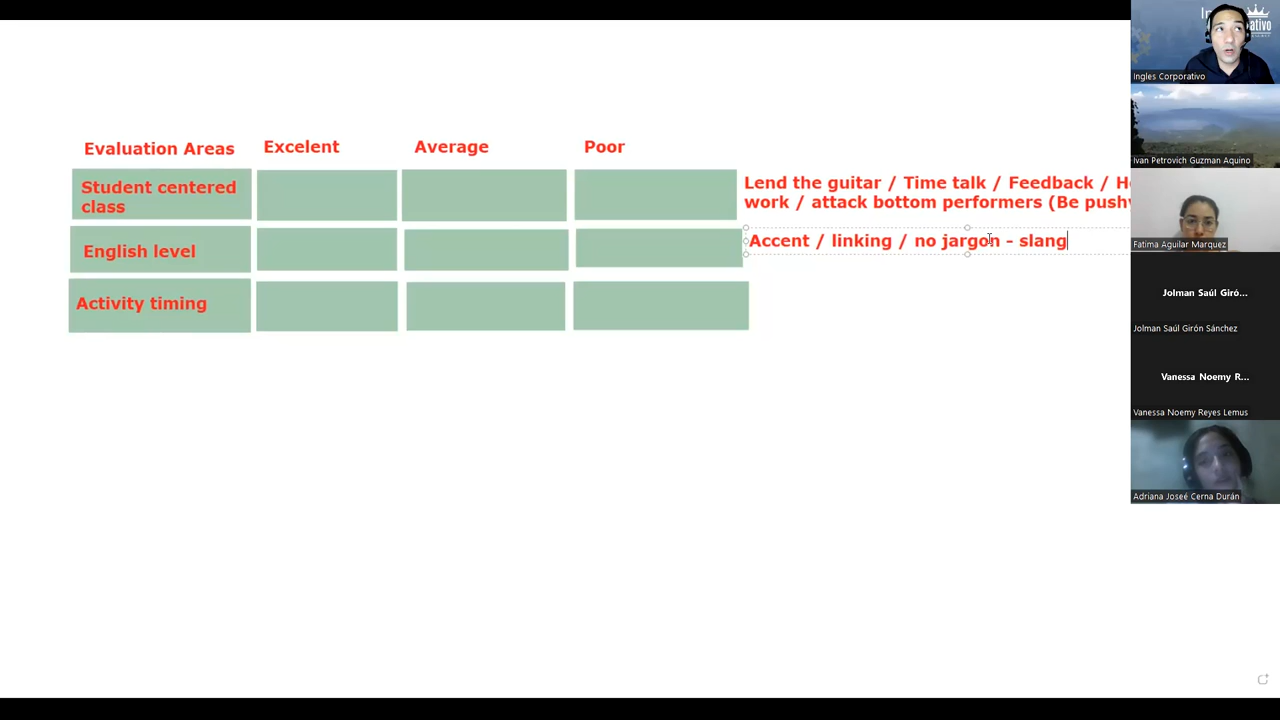 Evaluation Areas
Excelent
Average
Poor
Student centered
class
Lend the guitar / Time talk / Feedback / H
work / attack bottom performers (Be push
English level
Accent / linking / no jargon - slang
Activity timing
ativo
Ingles Corporativo
Ivan Petrovich Guzman Aquino
Fatima Aguilar Marquez
Jolman Saúl Giró...
Jolman Saúl Girón Sánchez
Vanessa Noemy R...
Vanessa Noemy Reyes Lemus
Adriana Joseé Cerna Durán